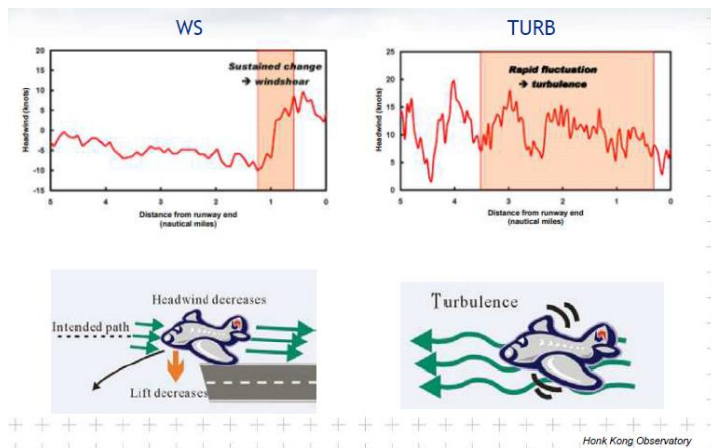 WS
TURB
20
15
10
5
0
-5
-10
-15
Headwind (knots)
Sustained change
→ windshear
5
4
3
2
1
0
Distance from runway end
(nautical miles)
25
20
15
10
5
0
Headwind (knots)
Rapid fluctuation
→ turbulence
5
4
3
2
1
0
Distance from runway end
(nautical miles)
Headwind decreases
Intended path
Lift decreases
Turbulence
Honk Kong Observatory